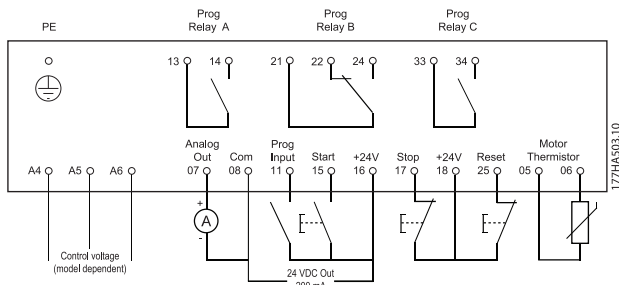 PE
Prog
Relay A
Prog
Relay B
Prog
Relay C
13 14 21 22 24 33 34
Analog
Out
07
Com
08
Prog
Input
11
Start
15
+24V
16
Stop
17
+24V
18
Reset
25
Motor
Thermistor
05 06
A4 A5 A6
+
A
-
Control voltage
(model dependent)
24 VDC Out
200 mA
177HA503.10